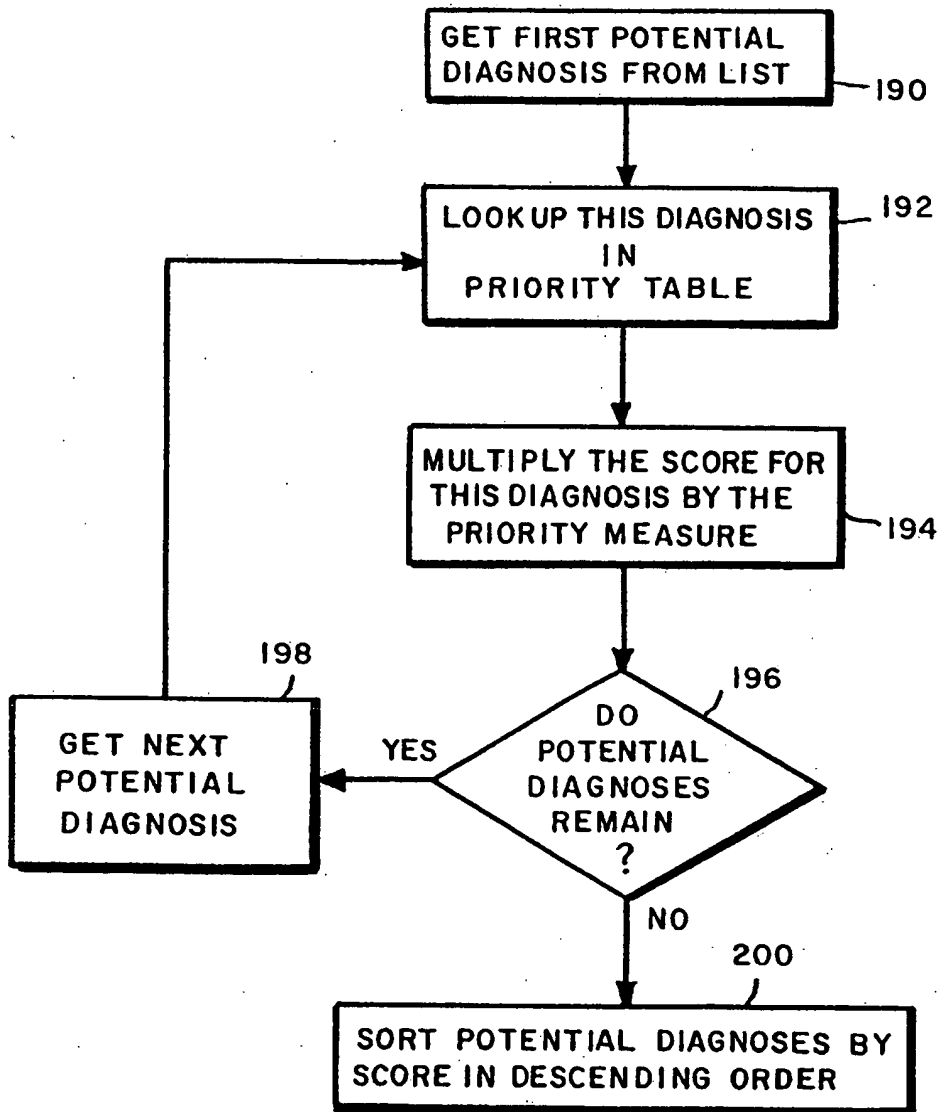 GET FIRST POTENTIAL
DIAGNOSIS FROM LIST
190
LOOK UP THIS DIAGNOSIS
IN
PRIORITY TABLE
192
MULTIPLY THE SCORE FOR
THIS DIAGNOSIS BY THE
PRIORITY MEASURE
194
198
GET NEXT
POTENTIAL
DIAGNOSIS
YES
196
DO
POTENTIAL
DIAGNOSES
REMAIN
?
NO
200
SORT POTENTIAL DIAGNOSES BY
SCORE IN DESCENDING ORDER